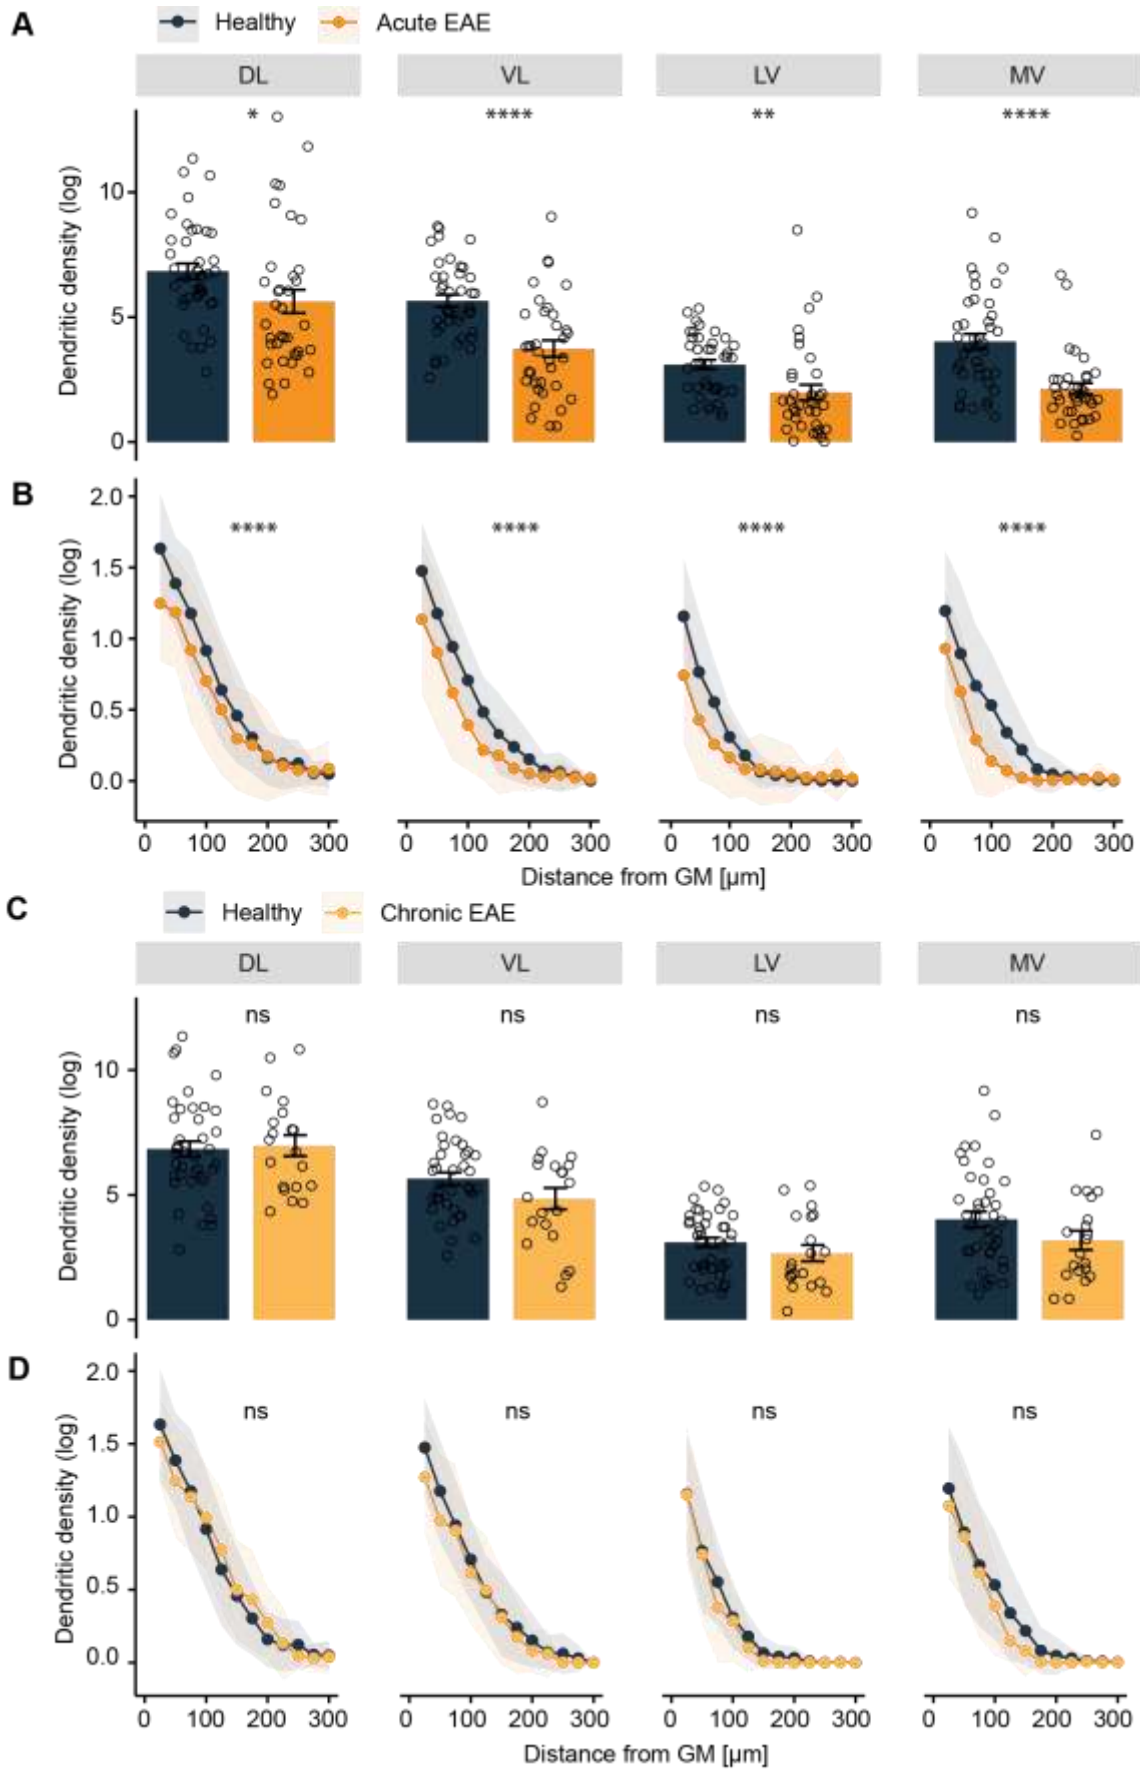 A
Healthy Acute EAE
DL VL LV MV
* **** ** ****
Dendritic density (log)
10
5
0
B
**** **** **** ****
Dendritic density (log)
2.0
1.5
1.0
0.5
0.0
0 100 200 300 0 100 200 300 0 100 200 300 0 100 200 300
Distance from GM [µm]
C
Healthy Chronic EAE
DL VL LV MV
ns ns ns ns
Dendritic density (log)
10
5
0
D
ns ns ns ns
Dendritic density (log)
2.0
1.5
1.0
0.5
0.0
0 100 200 300 0 100 200 300 0 100 200 300 0 100 200 300
Distance from GM [µm]